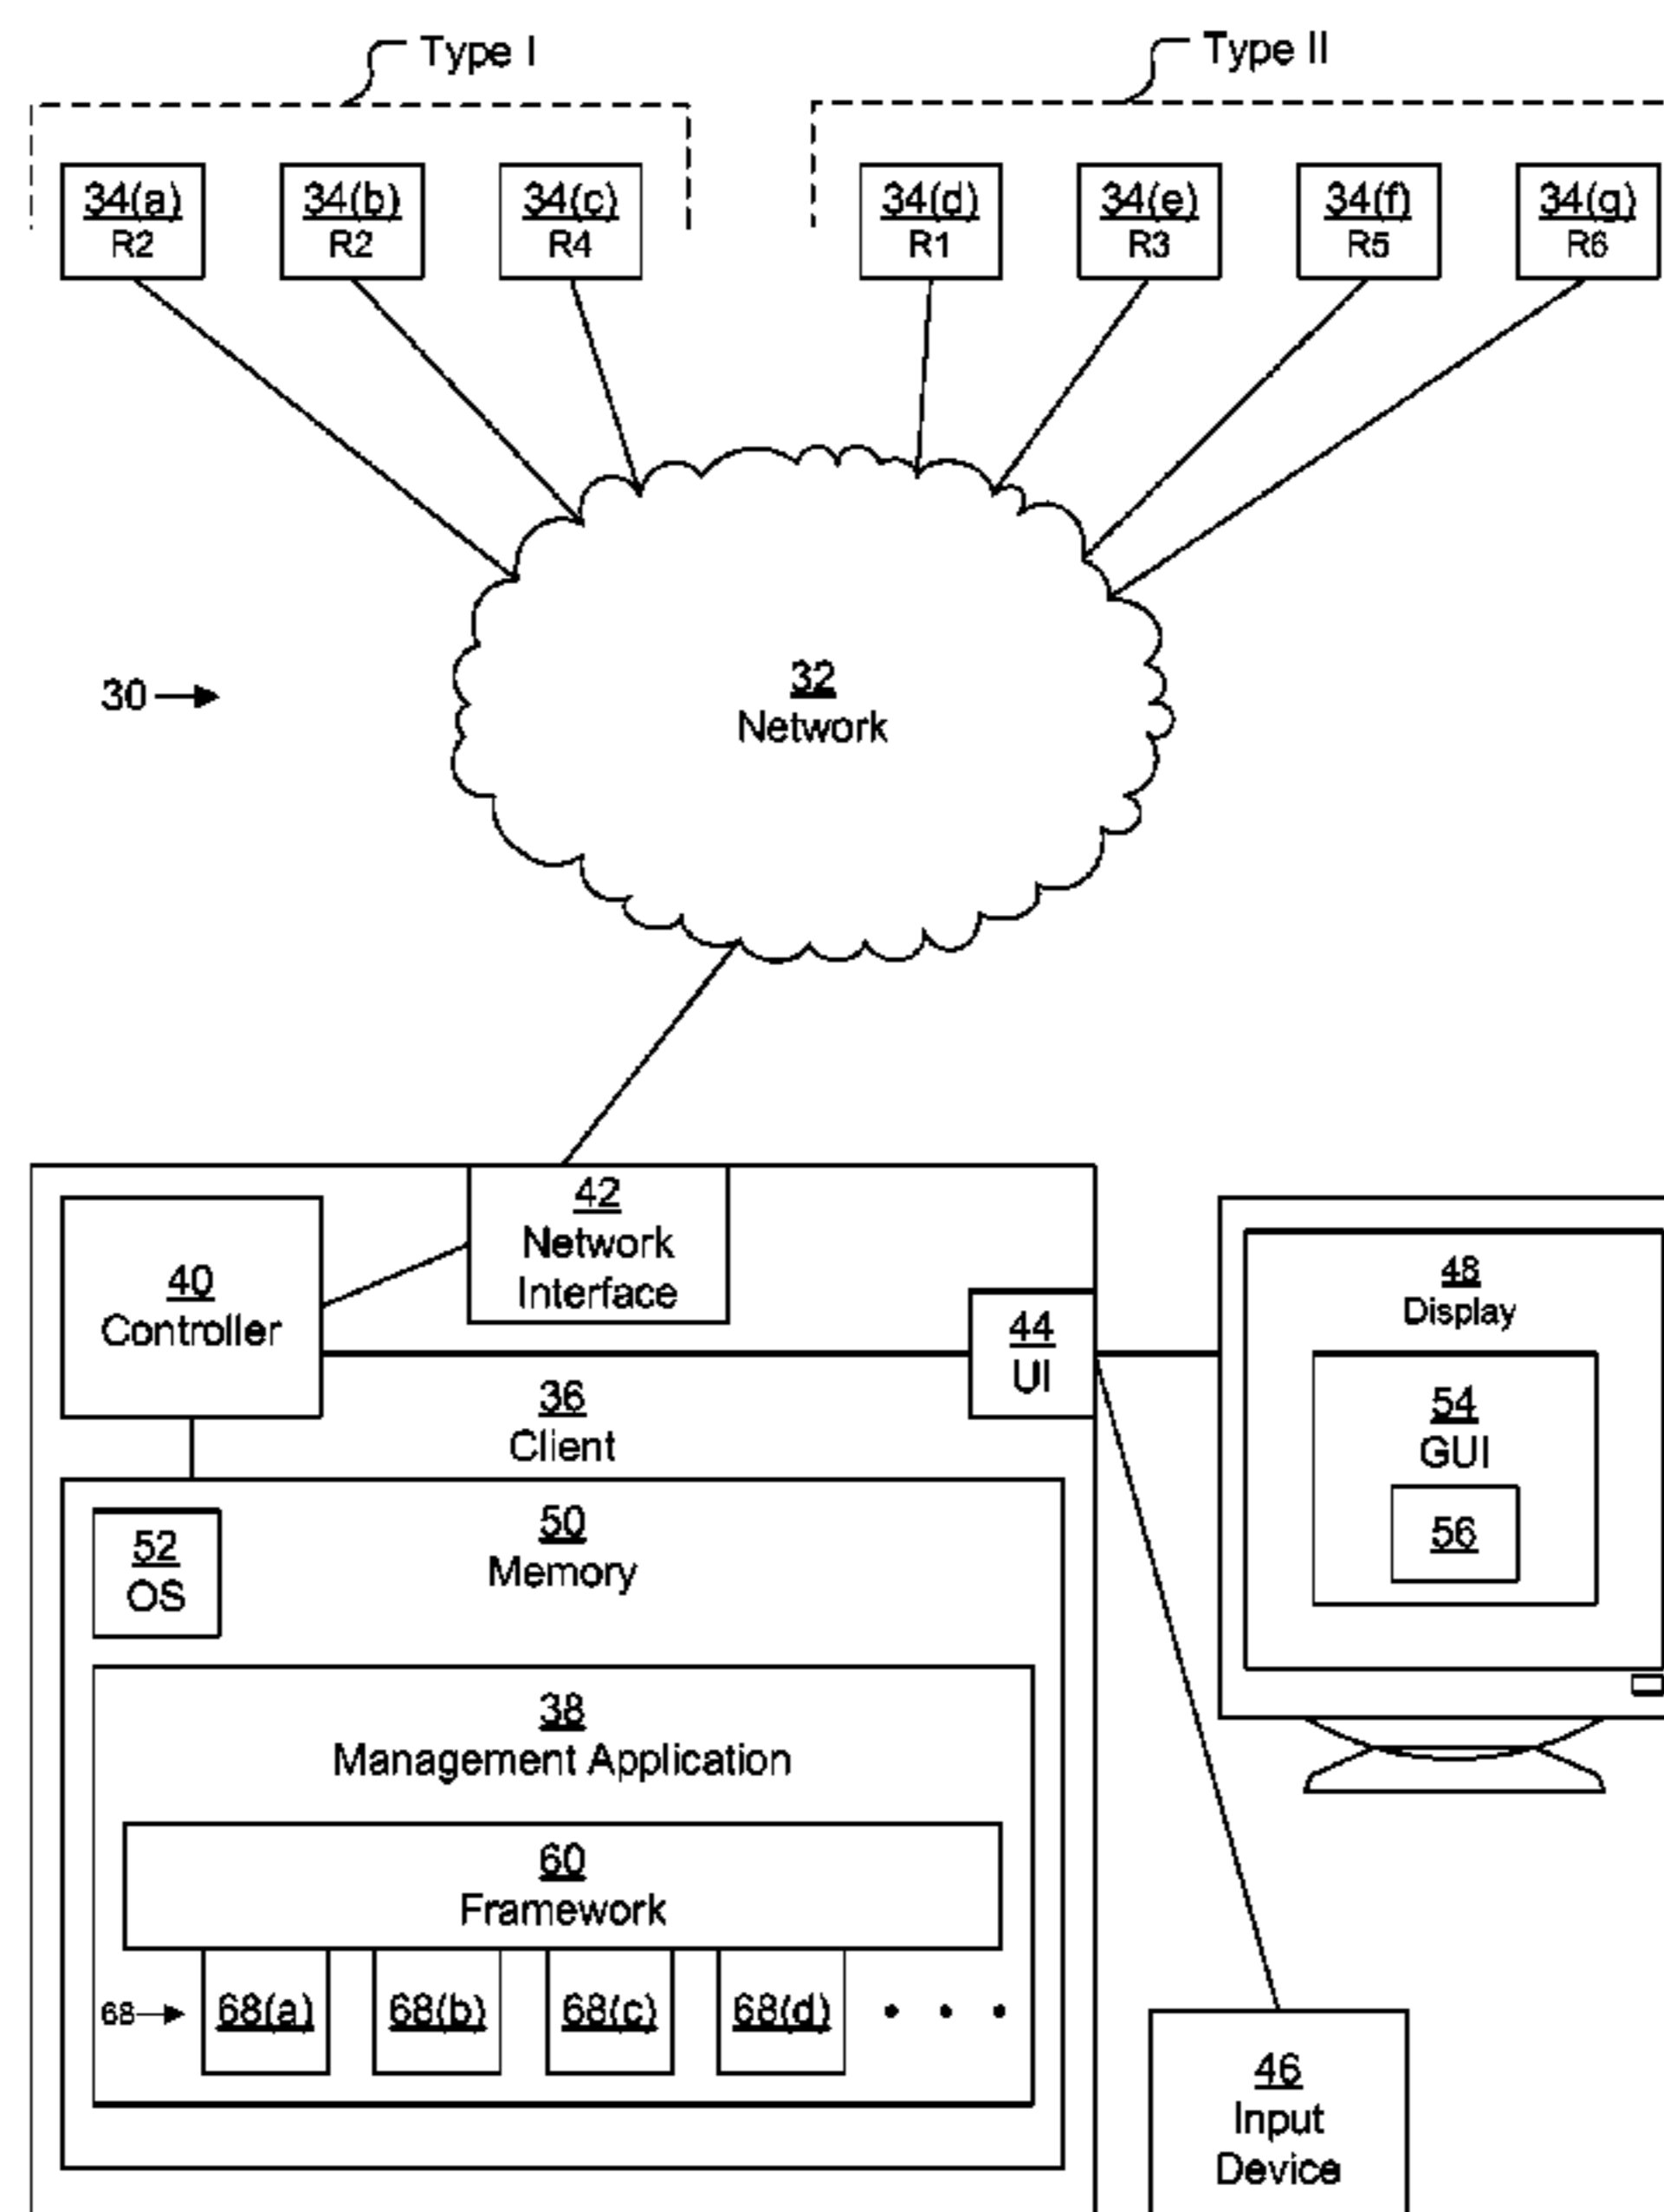 Type I
Type II
34(a)
R2
34(b)
R2
34(c)
R4
34(d)
R1
34(e)
R3
34(f)
R5
34(g)
R6
30
32
Network
42
Network
Interface
40
Controller
44
UI
48
Display
36
Client
54
GUI
56
50
Memory
52
OS
38
Management Application
60
Framework
68
68(a)
68(b)
68(c)
68(d)
• • •
46
Input
Device